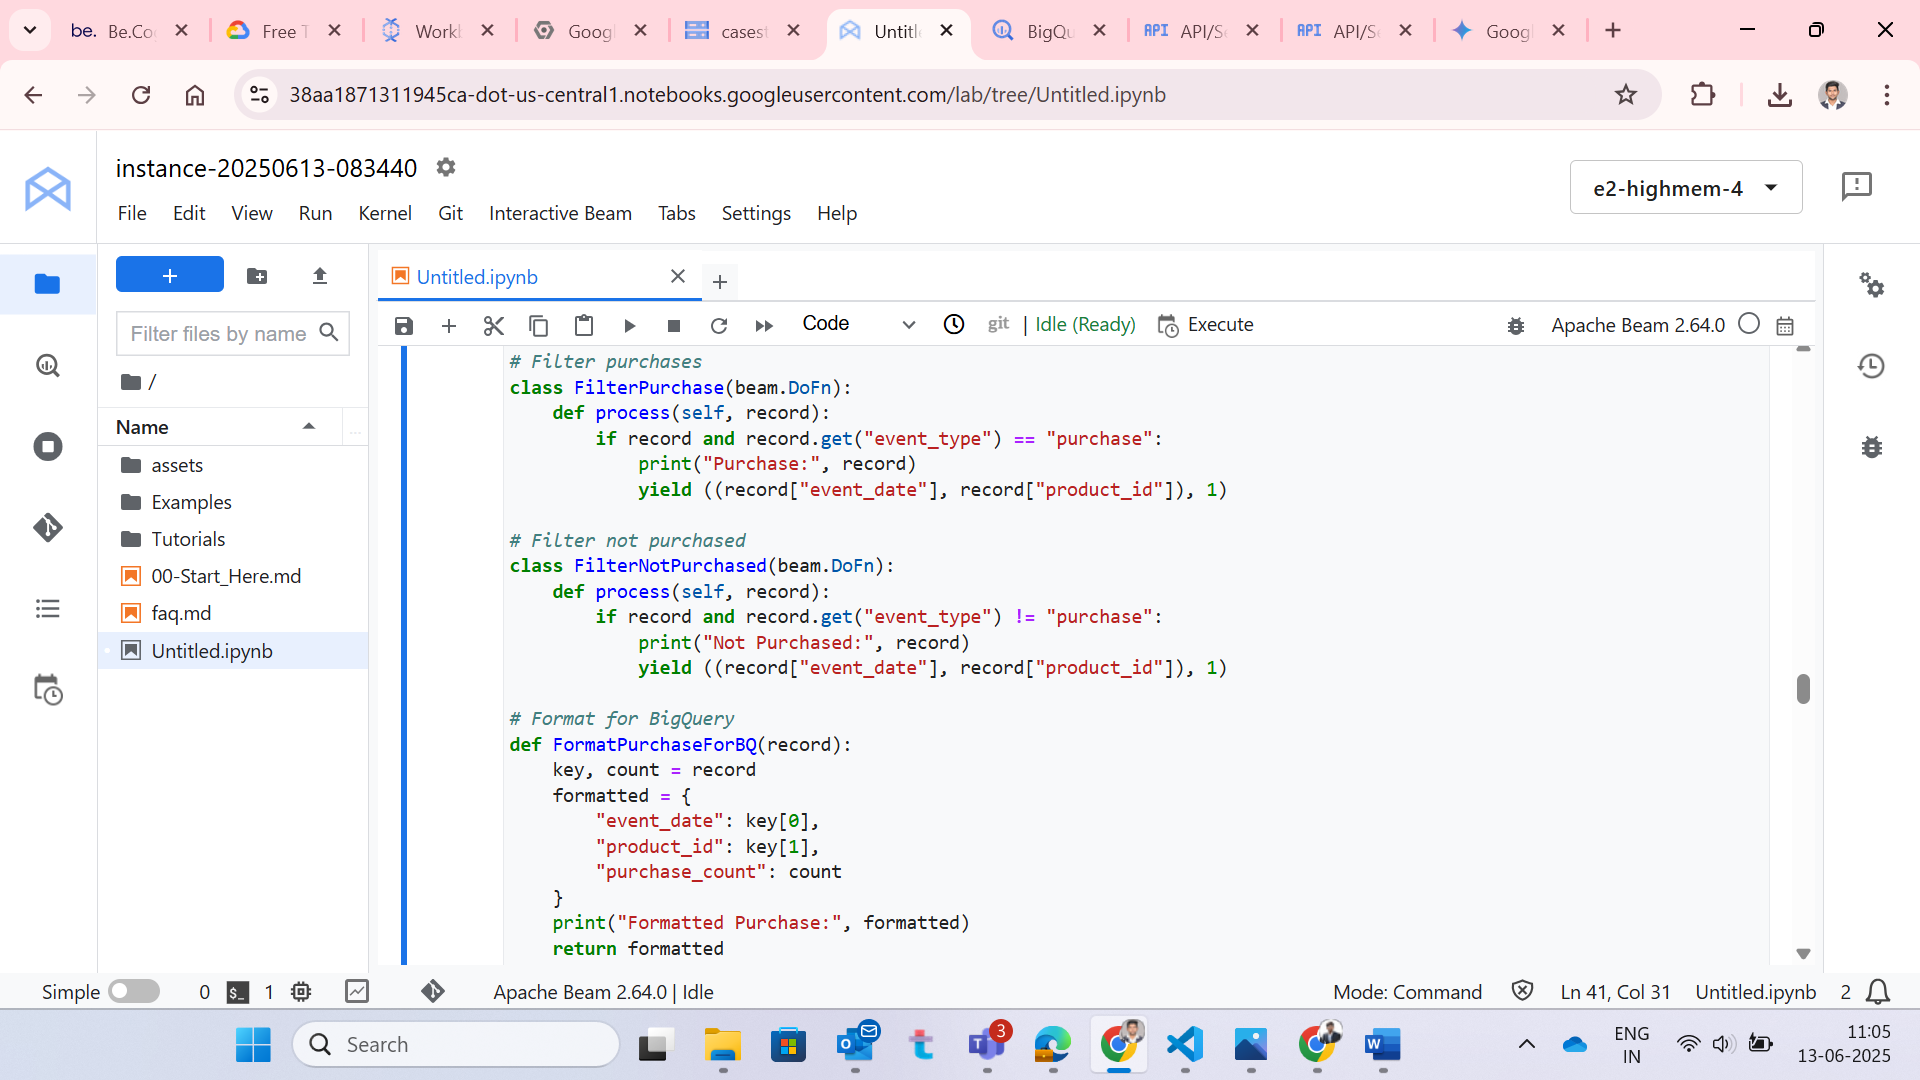 be. Be.Co
Free T
Work
Goog
casest
Untitle
BigQu
API API/Se
API API/Se
Goog
38aa1871311945ca-dot-us-central1.notebooks.googleusercontent.com/lab/tree/Untitled.ipynb
instance-20250613-083440
e2-highmem-4
File Edit View Run Kernel Git Interactive Beam Tabs Settings Help
Untitled.ipynb
Filter files by name
Code
git
Idle (Ready)
Execute
Apache Beam 2.64.0
/
Name
assets
Examples
Tutorials
00-Start_Here.md
faq.md
Untitled.ipynb
# Filter purchases
class FilterPurchase(beam.DoFn):
    def process(self, record):
        if record and record.get("event_type") == "purchase":
            print("Purchase:", record)
            yield ((record["event_date"], record["product_id"]), 1)
# Filter not purchased
class FilterNotPurchased(beam.DoFn):
    def process(self, record):
        if record and record.get("event_type") != "purchase":
            print("Not Purchased:", record)
            yield ((record["event_date"], record["product_id"]), 1)
# Format for BigQuery
def FormatPurchaseForBQ(record):
    key, count = record
    formatted = {
        "event_date": key[0],
        "product_id": key[1],
        "purchase_count": count
    }
    print("Formatted Purchase:", formatted)
    return formatted
Simple 0 $_ 1 Apache Beam 2.64.0 | Idle Mode: Command Ln 41, Col 31 Untitled.ipynb 2
Search
3
ENG
IN
11:05
13-06-2025